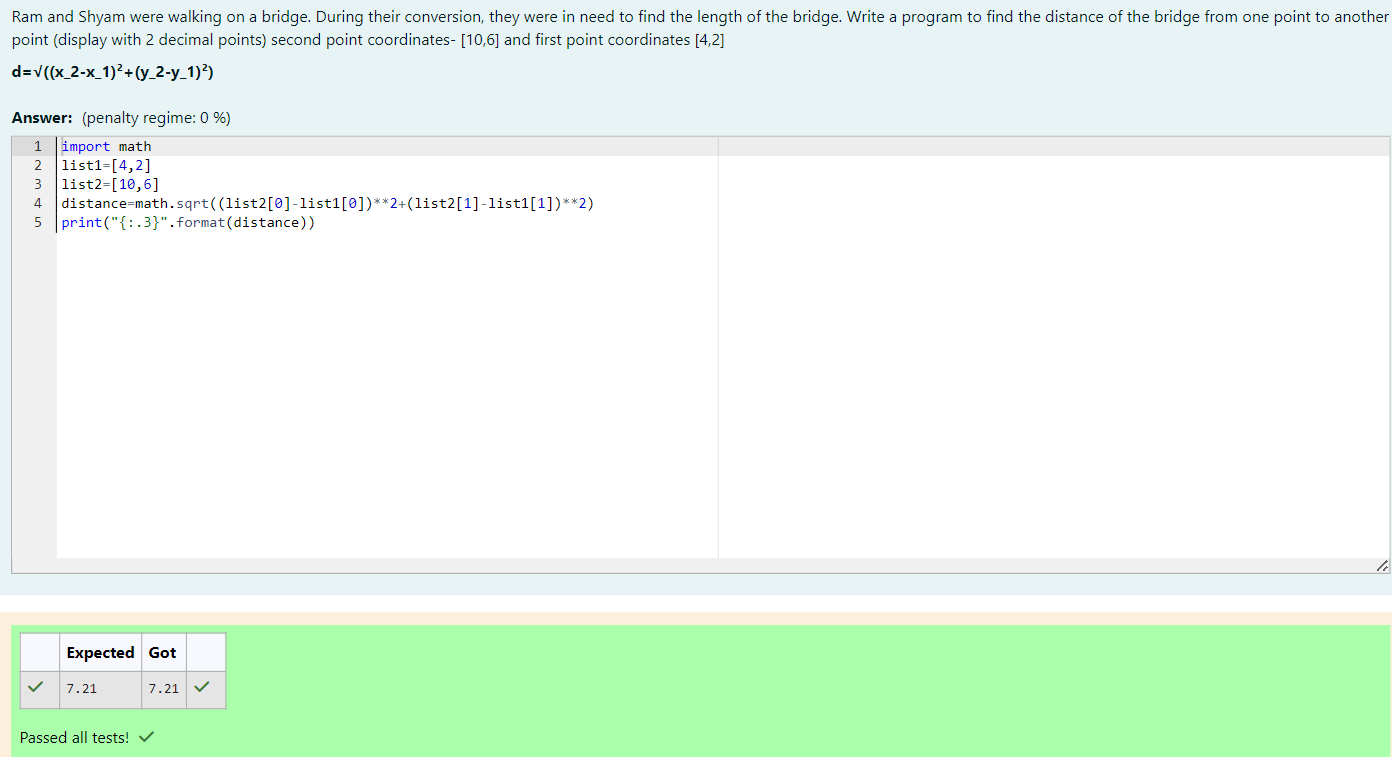 Ram and Shyam were walking on a bridge. During their conversion, they were in need to find the length of the bridge. Write a program to find the distance of the bridge from one point to another
point (display with 2 decimal points) second point coordinates- [10,6] and first point coordinates [4,2]
d=√((x_2-x_1)²+(y_2-y_1)²)
Answer: (penalty regime: 0 %)
1 import math
2 list1=[4,2]
3 list2=[10,6]
4 distance=math.sqrt((list2[0]-list1[0])**2+(list2[1]-list1[1])**2)
5 print("{:.3}".format(distance))
Expected Got
7.21 7.21
Passed all tests!